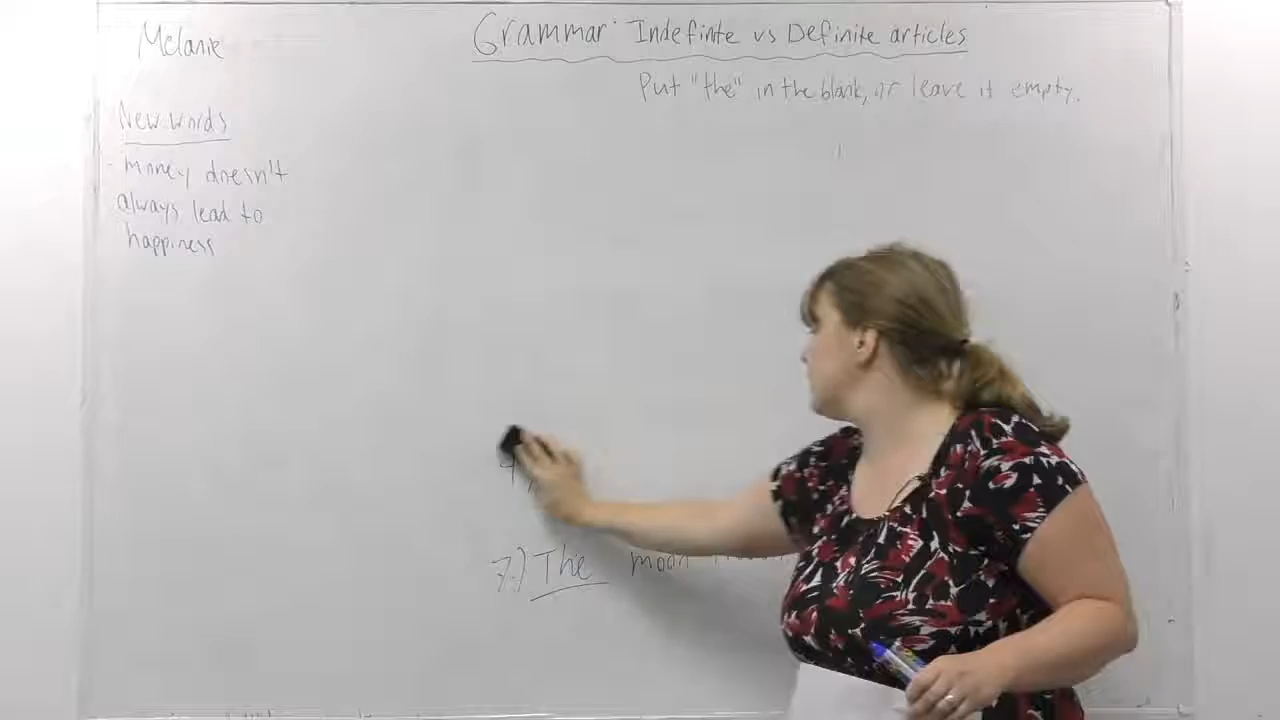 Melanie
Grammar: Indefinte vs Definite articles
Put "the" in the blank, or leave it empty.
New words
- money doesn't
always lead to
happiness
7.) The moon